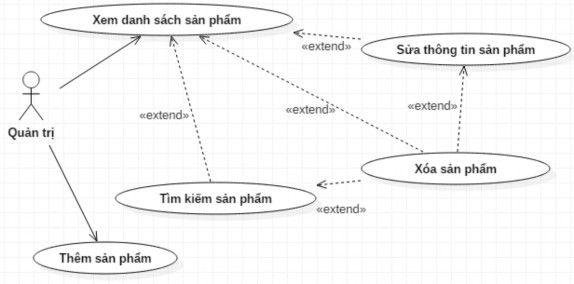 Xem danh sách sản phẩm
«extend»
Sửa thông tin sản phẩm
«extend»
«extend»
«extend»
Quản trị
Xóa sản phẩm
Tìm kiếm sản phẩm
«extend»
Thêm sản phẩm